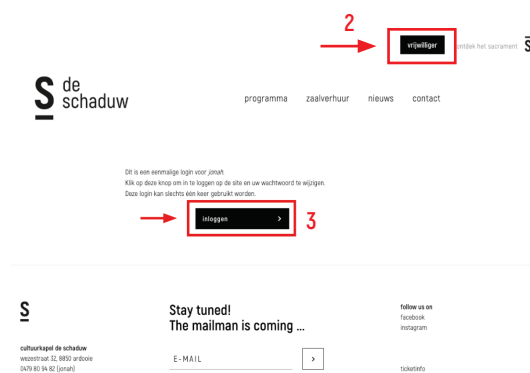 2
vrijwilliger
ontdek het sacrament
S
S de schaduw
programma zaalverhuur nieuws contact
Dit is een eenmalige login voor jonah.
Klik op deze knop om in te loggen op de site en uw wachtwoord te wijzigen.
Deze login kan slechts één keer gebruikt worden.
inloggen >
3
S
Stay tuned!
The mailman is coming ...
follow us on
facebook
instagram
cultuurkapel de schaduw
wezestraat 32, 8850 ardooie
0479 80 94 82 (jonah)
E-MAIL >
ticketinfo